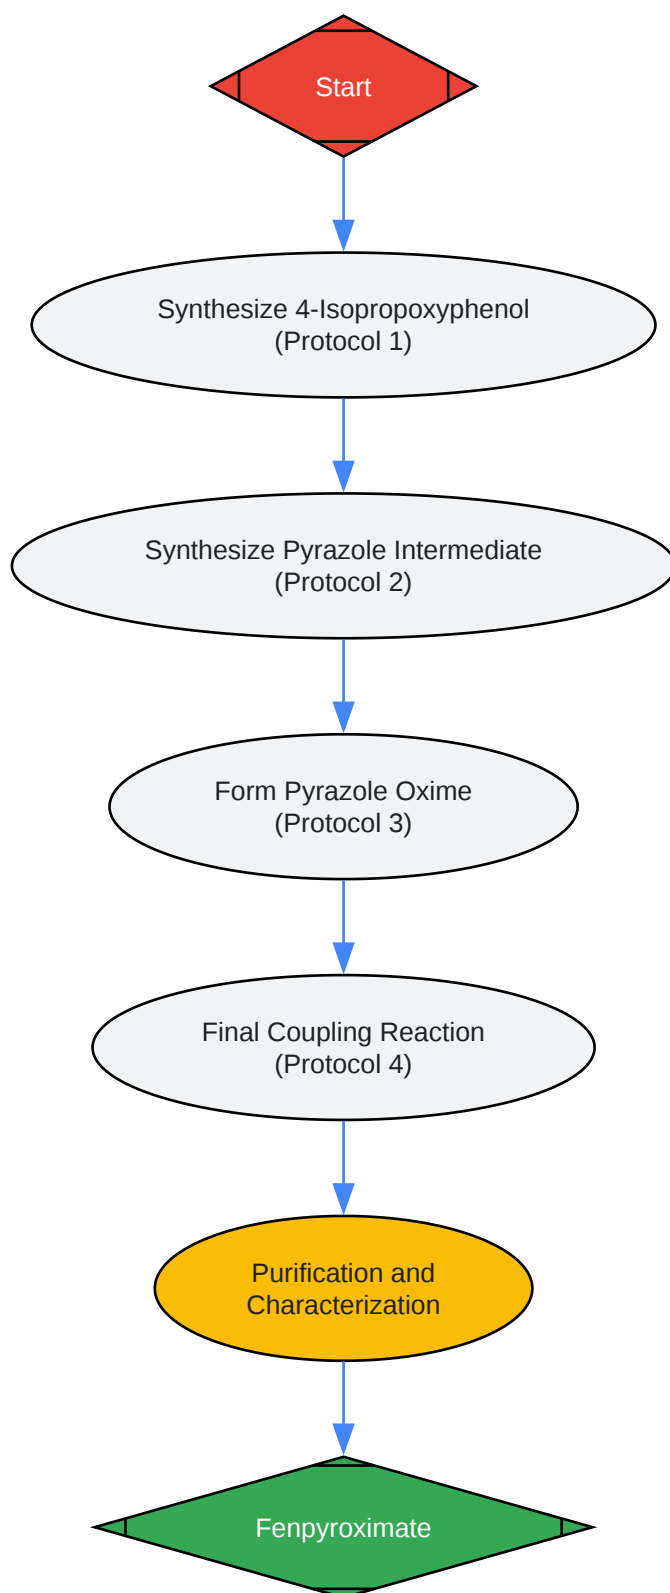 Start
Synthesize 4-Isopropoxyphenol
(Protocol 1)
Synthesize Pyrazole Intermediate
(Protocol 2)
Form Pyrazole Oxime
(Protocol 3)
Final Coupling Reaction
(Protocol 4)
Purification and
Characterization
Fenpyroximate